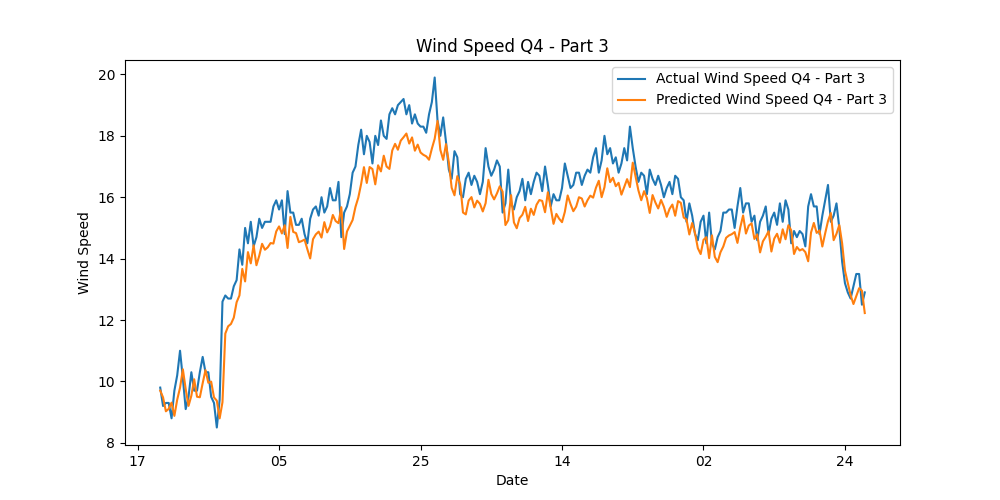 Wind Speed Q4 - Part 3
Actual Wind Speed Q4 - Part 3
Predicted Wind Speed Q4 - Part 3
Wind Speed
20
18
16
14
12
10
8
17 05 25 14 02 24
Date